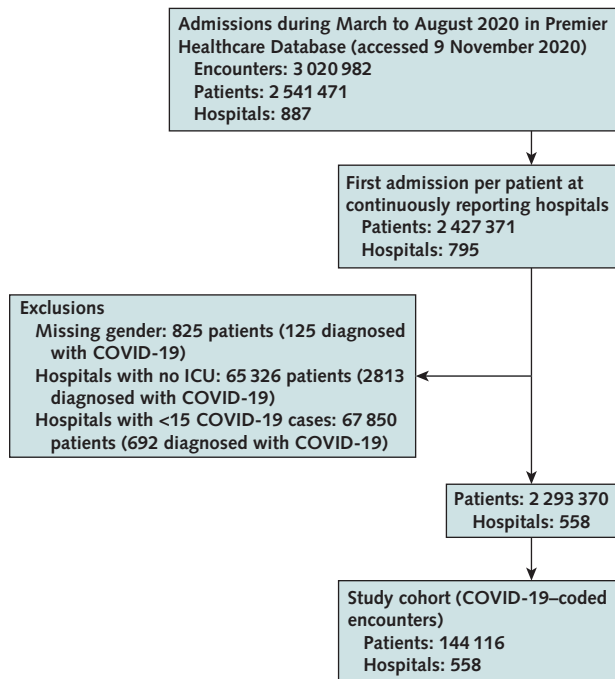 Admissions during March to August 2020 in Premier
Healthcare Database (accessed 9 November 2020)
Encounters: 3 020 982
Patients: 2 541 471
Hospitals: 887
First admission per patient at
continuously reporting hospitals
Patients: 2 427 371
Hospitals: 795
Exclusions
Missing gender: 825 patients (125 diagnosed
with COVID-19)
Hospitals with no ICU: 65 326 patients (2813
diagnosed with COVID-19)
Hospitals with <15 COVID-19 cases: 67 850
patients (692 diagnosed with COVID-19)
Patients: 2 293 370
Hospitals: 558
Study cohort (COVID-19–coded
encounters)
Patients: 144 116
Hospitals: 558